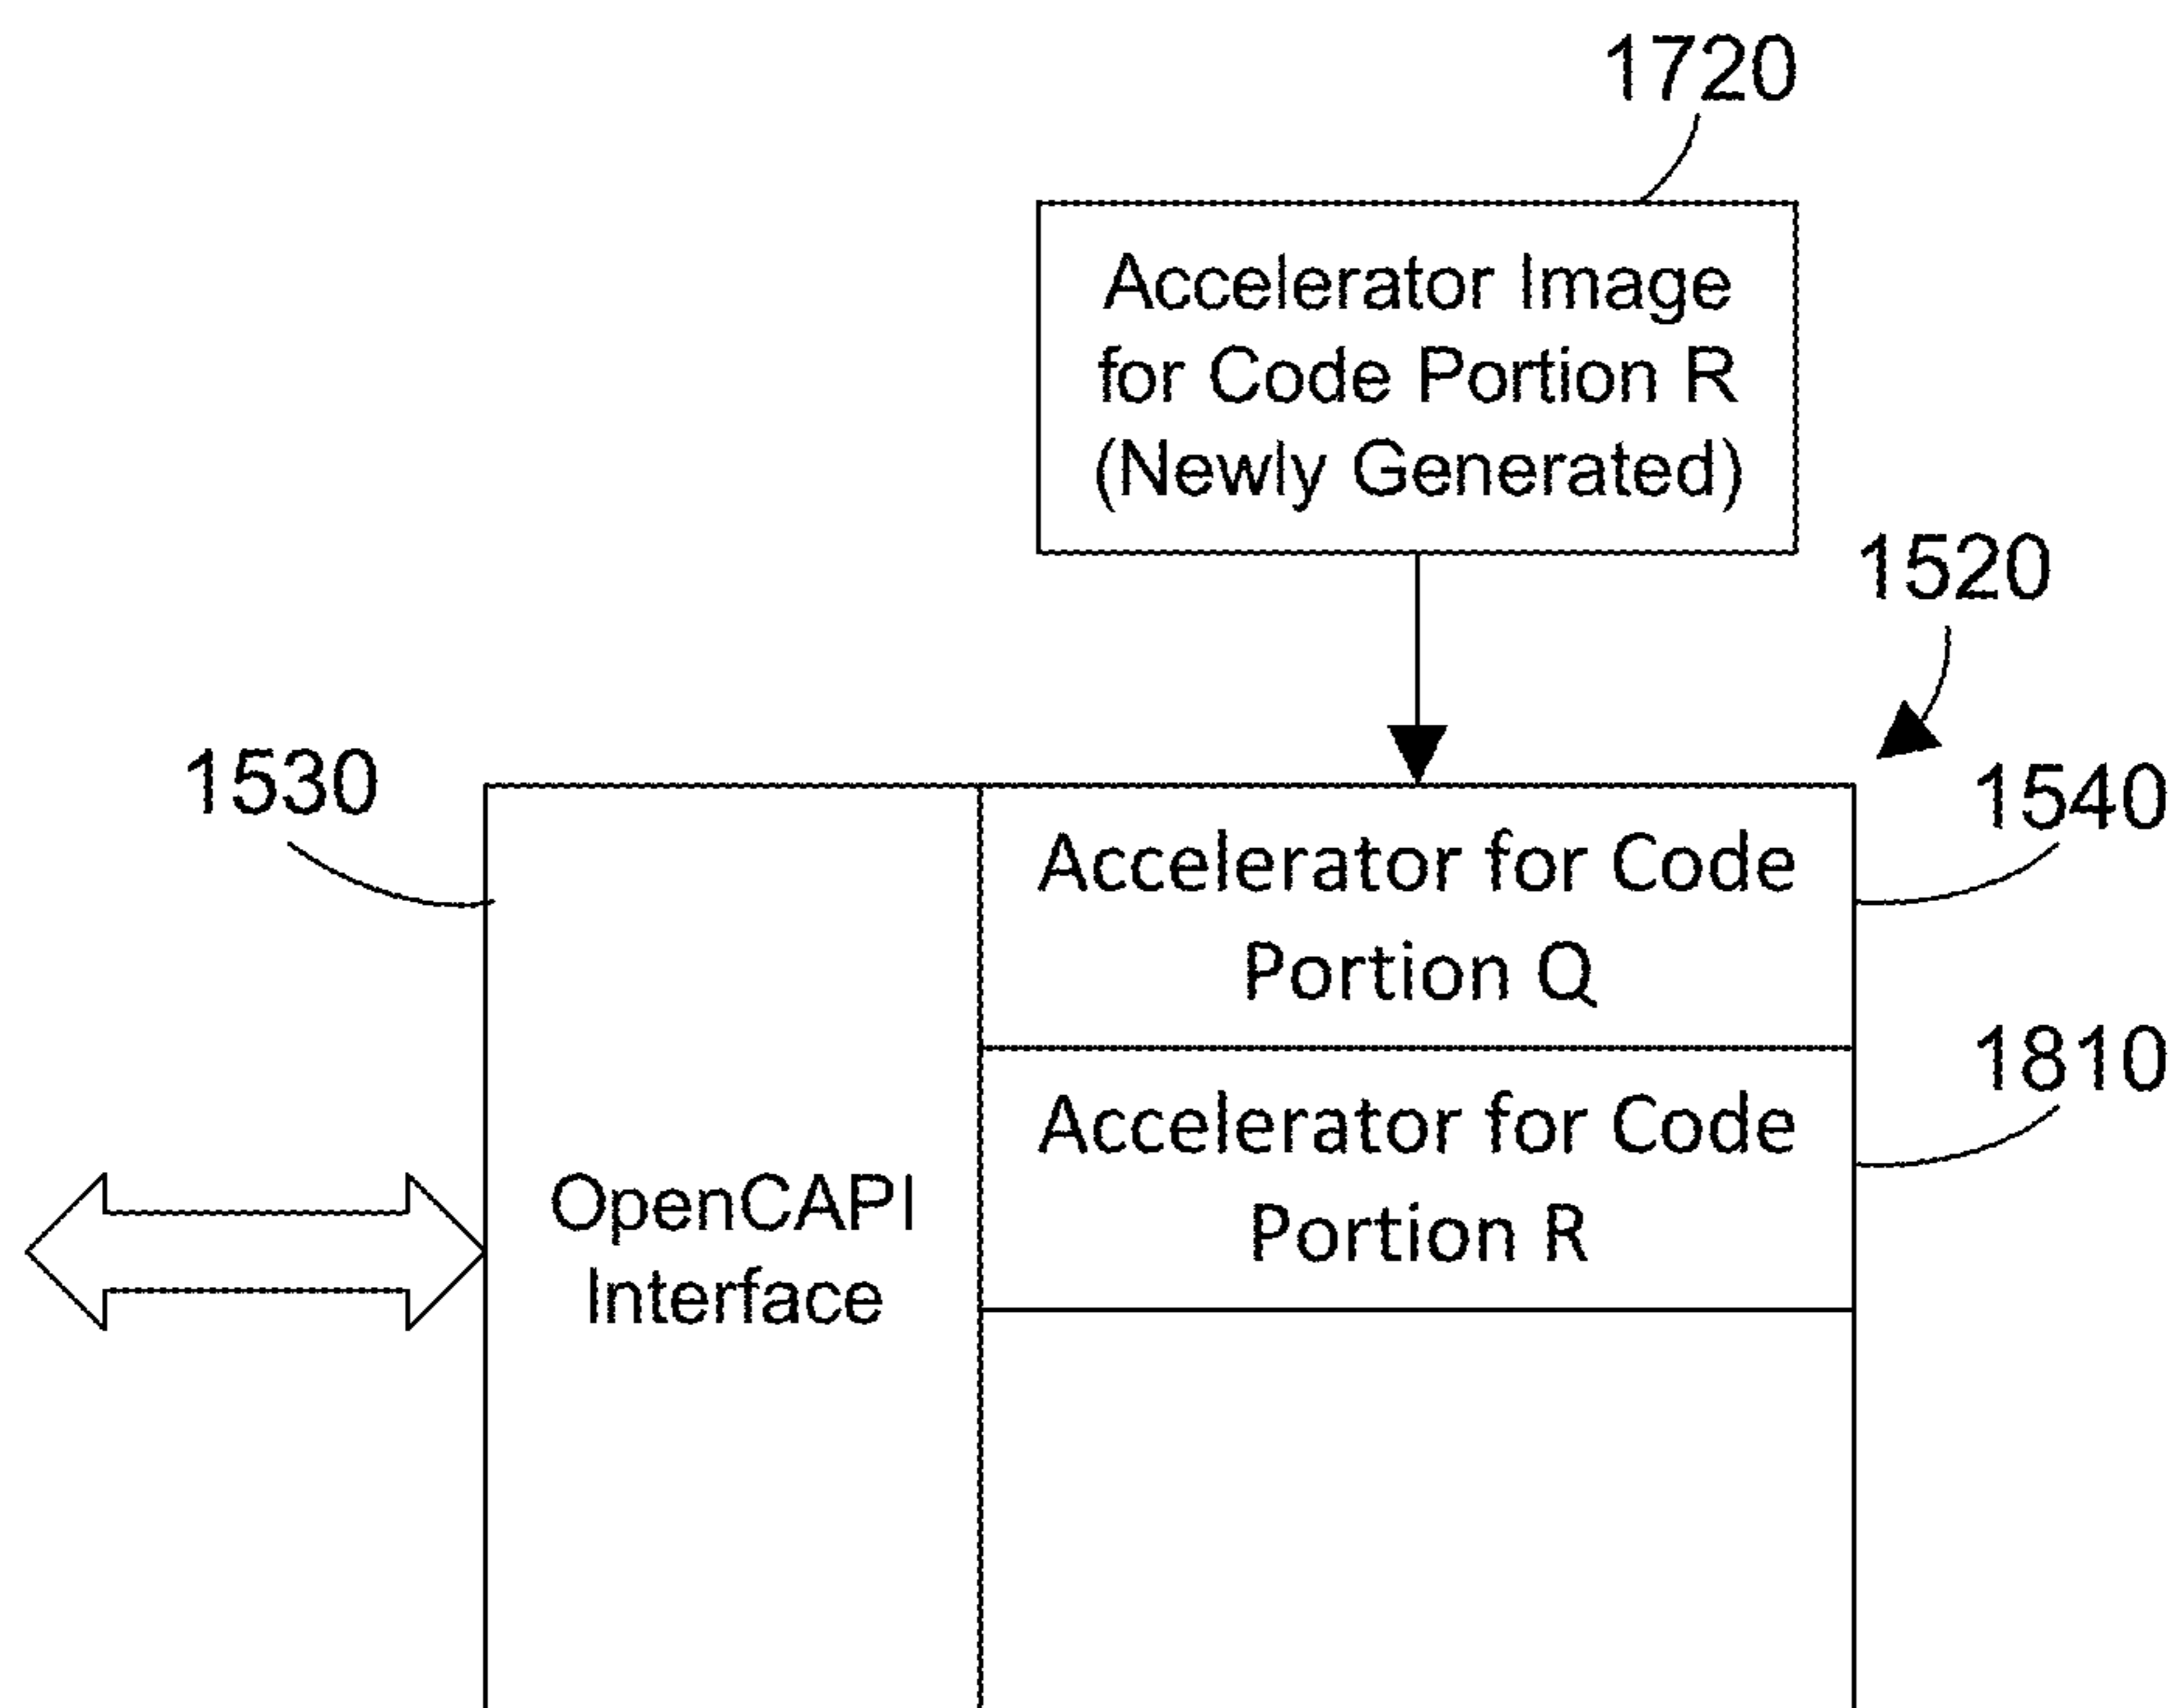 1720
Accelerator Image
for Code Portion R
(Newly Generated)
1520
1530
1540
Accelerator for Code
Portion Q
1810
Accelerator for Code
Portion R
OpenCAPI
Interface